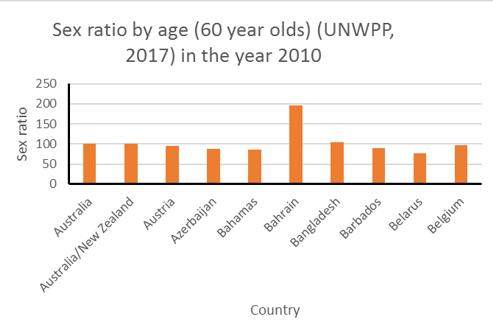 Sex ratio by age (60 year olds) (UNWPP,
2017) in the year 2010
250
200
150
100
50
0
Sex ratio
Australia
Australia/New Zealand
Austria
Azerbaijan
Bahamas
Bahrain
Bangladesh
Barbados
Belarus
Belgium
Country